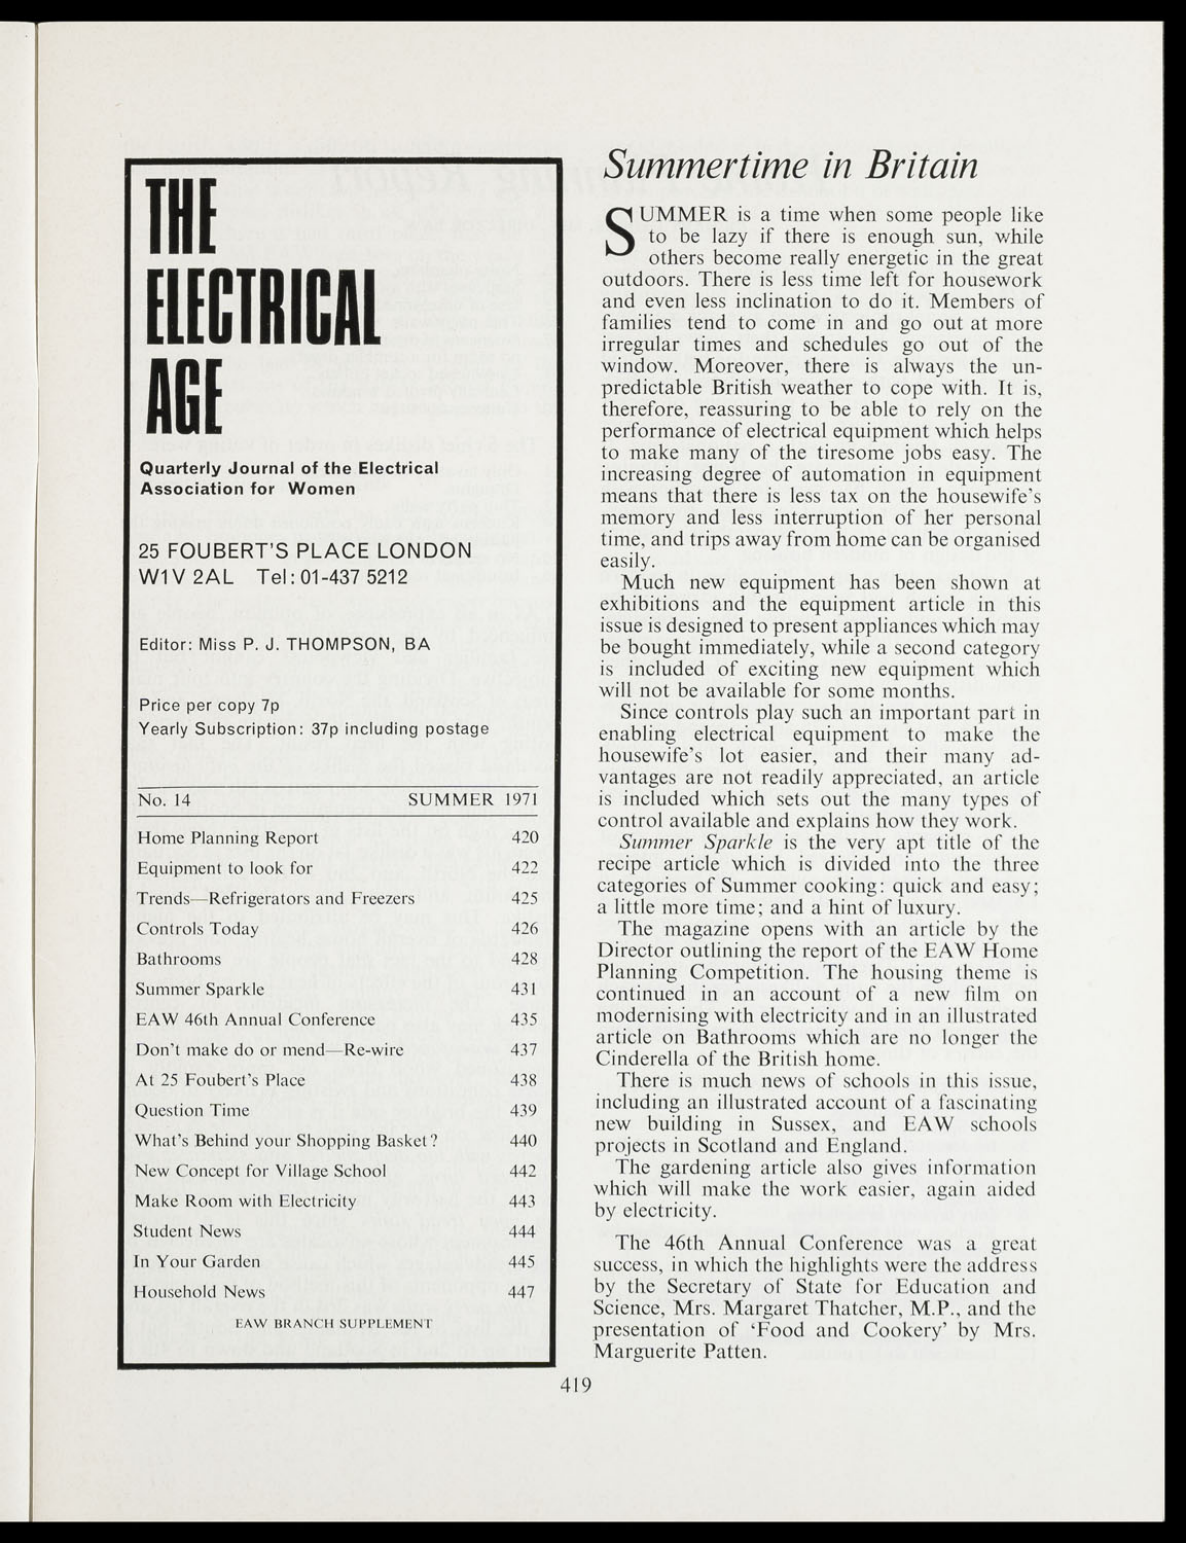 THE
ELECTRICAL
AGE
Quarterly Journal of the Electrical
Association for Women
25 FOUBERT'S PLACE LONDON
W1V 2AL Tel: 01-437 5212
Editor: Miss P. J. THOMPSON, BA
Price per copy 7p
Yearly Subscription: 37p including postage
No. 14 SUMMER 1971
Home Planning Report 420
Equipment to look for 422
Trends—Refrigerators and Freezers 425
Controls Today 426
Bathrooms 428
Summer Sparkle 431
EAW 46th Annual Conference 435
Don't make do or mend—Re-wire 437
At 25 Foubert's Place 438
Question Time 439
What's Behind your Shopping Basket? 440
New Concept for Village School 442
Make Room with Electricity 443
Student News 444
In Your Garden 445
Household News 447
EAW BRANCH SUPPLEMENT
Summertime in Britain
SUMMER is a time when some people like
to be lazy if there is enough sun, while
others become really energetic in the great
outdoors. There is less time left for housework
and even less inclination to do it. Members of
families tend to come in and go out at more
irregular times and schedules go out of the
window. Moreover, there is always the un-
predictable British weather to cope with. It is,
therefore, reassuring to be able to rely on the
performance of electrical equipment which helps
to make many of the tiresome jobs easy. The
increasing degree of automation in equipment
means that there is less tax on the housewife's
memory and less interruption of her personal
time, and trips away from home can be organised
easily.
Much new equipment has been shown at
exhibitions and the equipment article in this
issue is designed to present appliances which may
be bought immediately, while a second category
is included of exciting new equipment which
will not be available for some months.
Since controls play such an important part in
enabling electrical equipment to make the
housewife's lot easier, and their many ad-
vantages are not readily appreciated, an article
is included which sets out the many types of
control available and explains how they work.
Summer Sparkle is the very apt title of the
recipe article which is divided into the three
categories of Summer cooking: quick and easy;
a little more time; and a hint of luxury.
The magazine opens with an article by the
Director outlining the report of the EAW Home
Planning Competition. The housing theme is
continued in an account of a new film on
modernising with electricity and in an illustrated
article on Bathrooms which are no longer the
Cinderella of the British home.
There is much news of schools in this issue,
including an illustrated account of a fascinating
new building in Sussex, and EAW schools
projects in Scotland and England.
The gardening article also gives information
which will make the work easier, again aided
by electricity.
The 46th Annual Conference was a great
success, in which the highlights were the address
by the Secretary of State for Education and
Science, Mrs. Margaret Thatcher, M.P., and the
presentation of 'Food and Cookery' by Mrs.
Marguerite Patten.
419